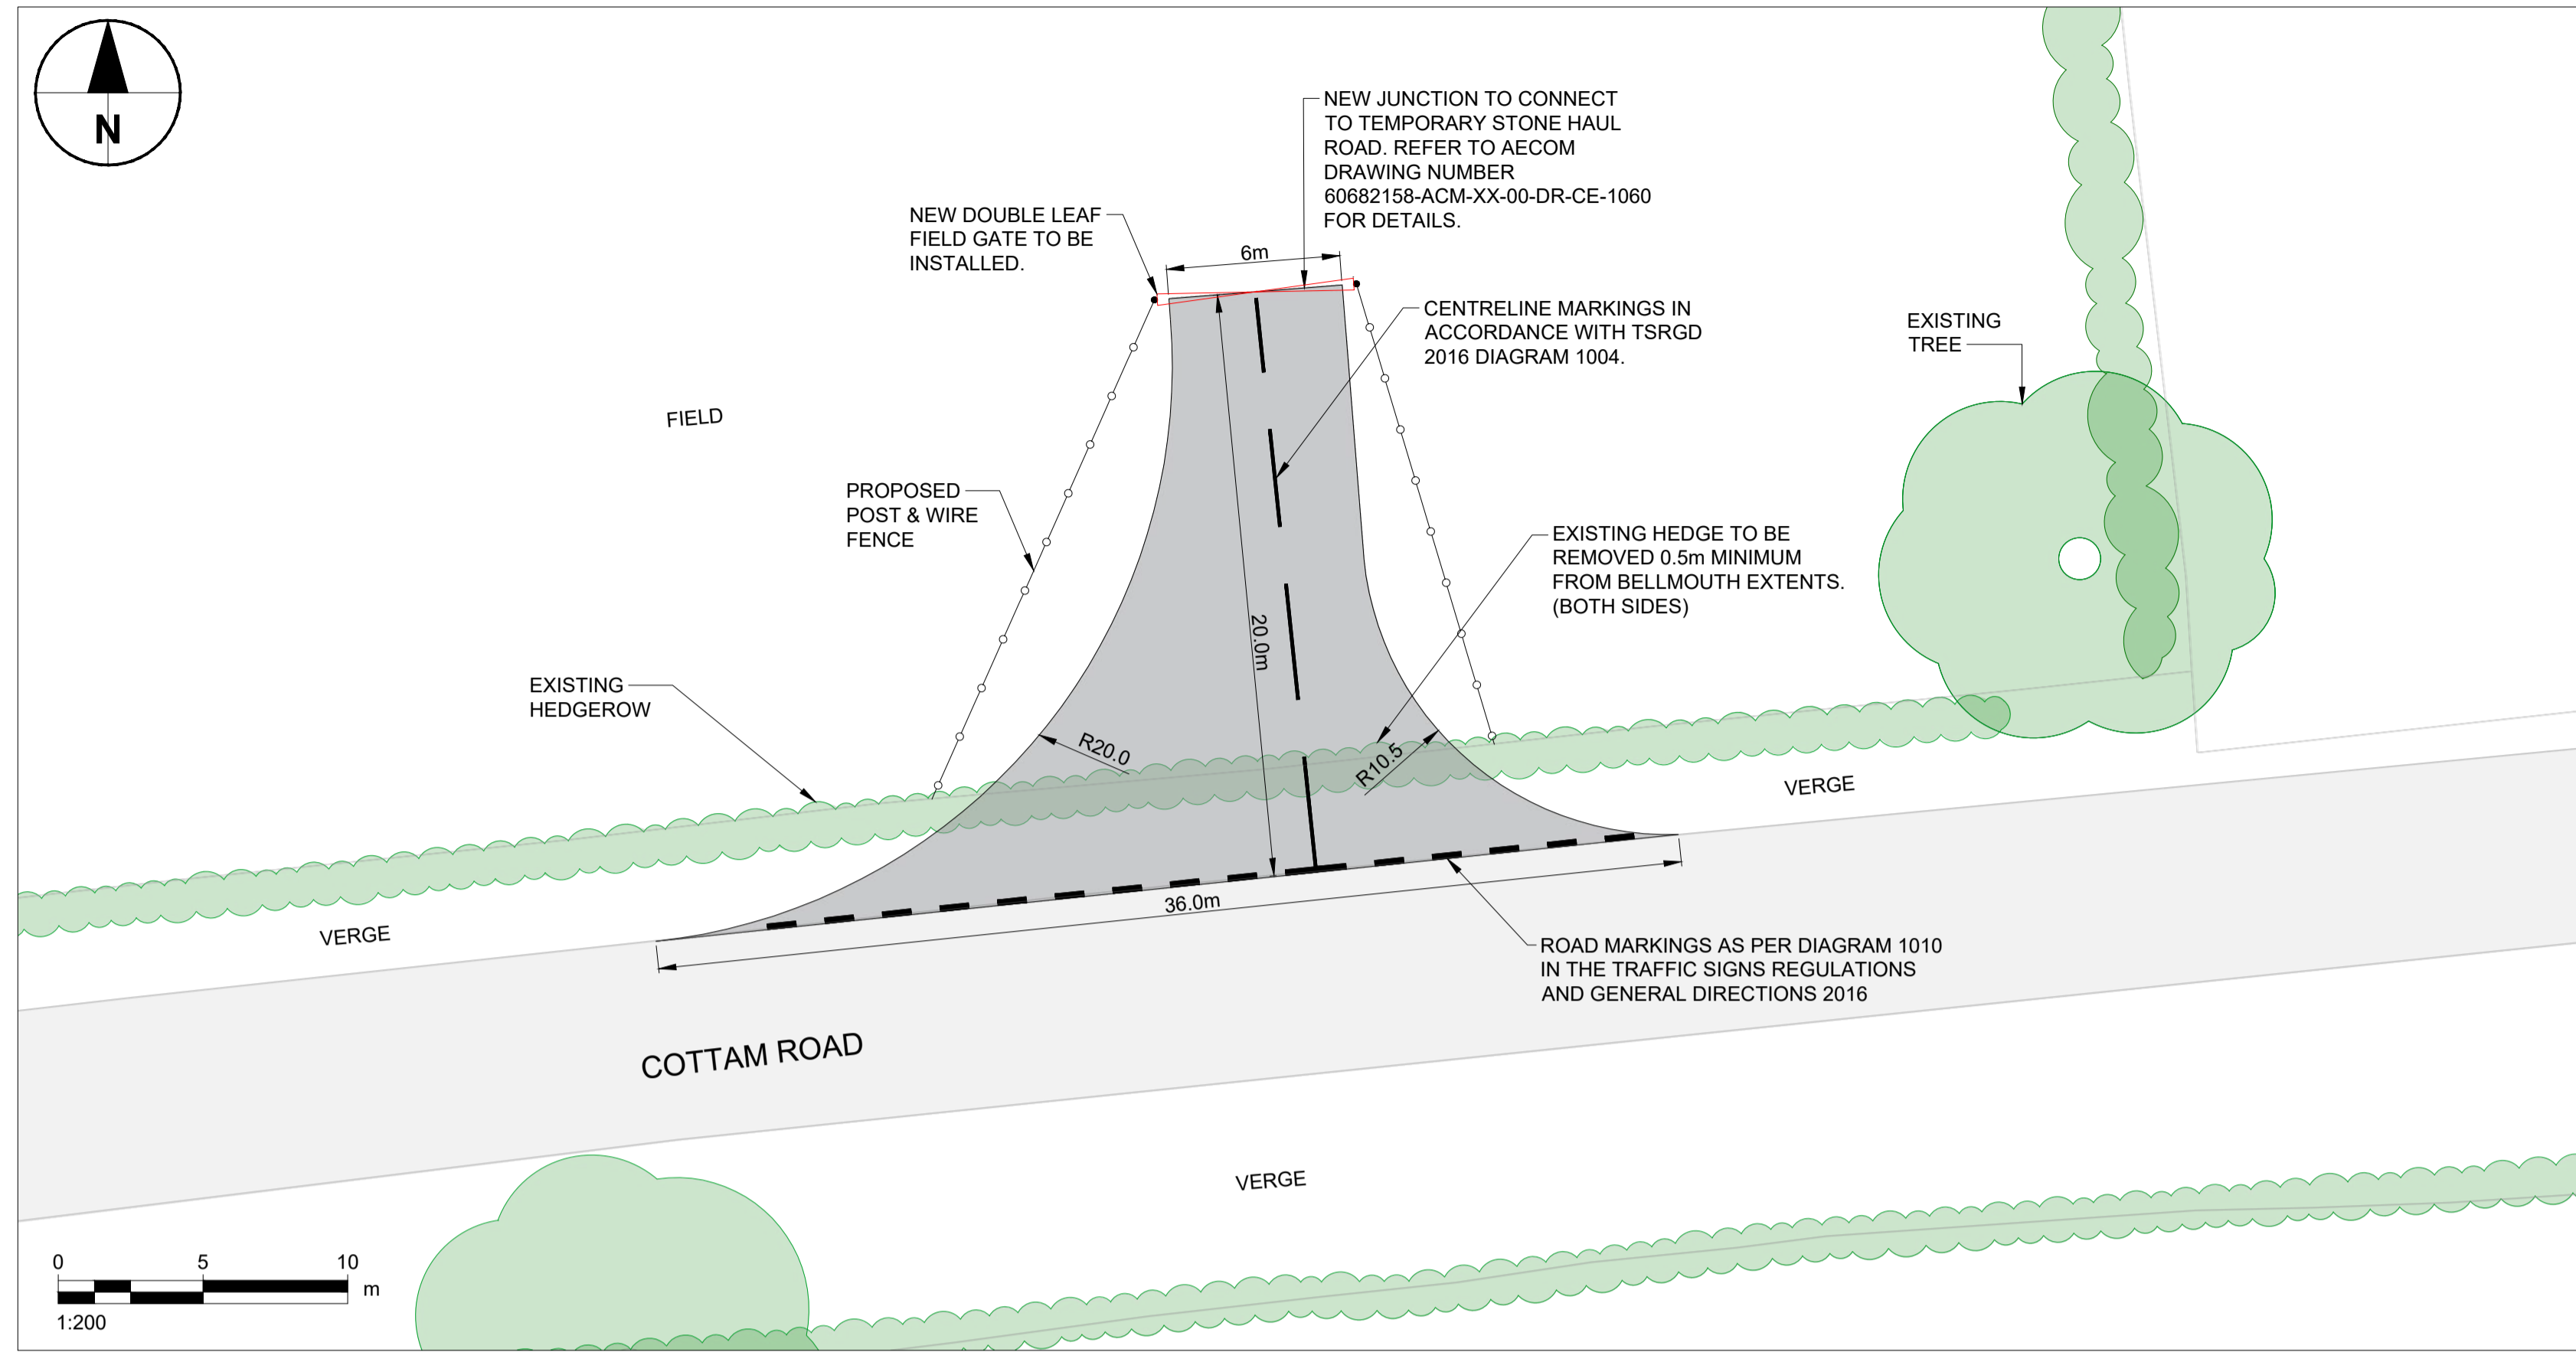 N
NEW JUNCTION TO CONNECT
TO TEMPORARY STONE HAUL
ROAD. REFER TO AECOM
DRAWING NUMBER
60682158-ACM-XX-00-DR-CE-1060
FOR DETAILS.
NEW DOUBLE LEAF
FIELD GATE TO BE
INSTALLED.
6m
CENTRELINE MARKINGS IN
ACCORDANCE WITH TSRGD
2016 DIAGRAM 1004.
EXISTING
TREE
FIELD
PROPOSED
POST & WIRE
FENCE
EXISTING HEDGE TO BE
REMOVED 0.5m MINIMUM
FROM BELLMOUTH EXTENTS.
(BOTH SIDES)
20.0m
EXISTING
HEDGEROW
R20.0
R10.5
VERGE
36.0m
VERGE
ROAD MARKINGS AS PER DIAGRAM 1010
IN THE TRAFFIC SIGNS REGULATIONS
AND GENERAL DIRECTIONS 2016
COTTAM ROAD
VERGE
0 5 10
m
1:200